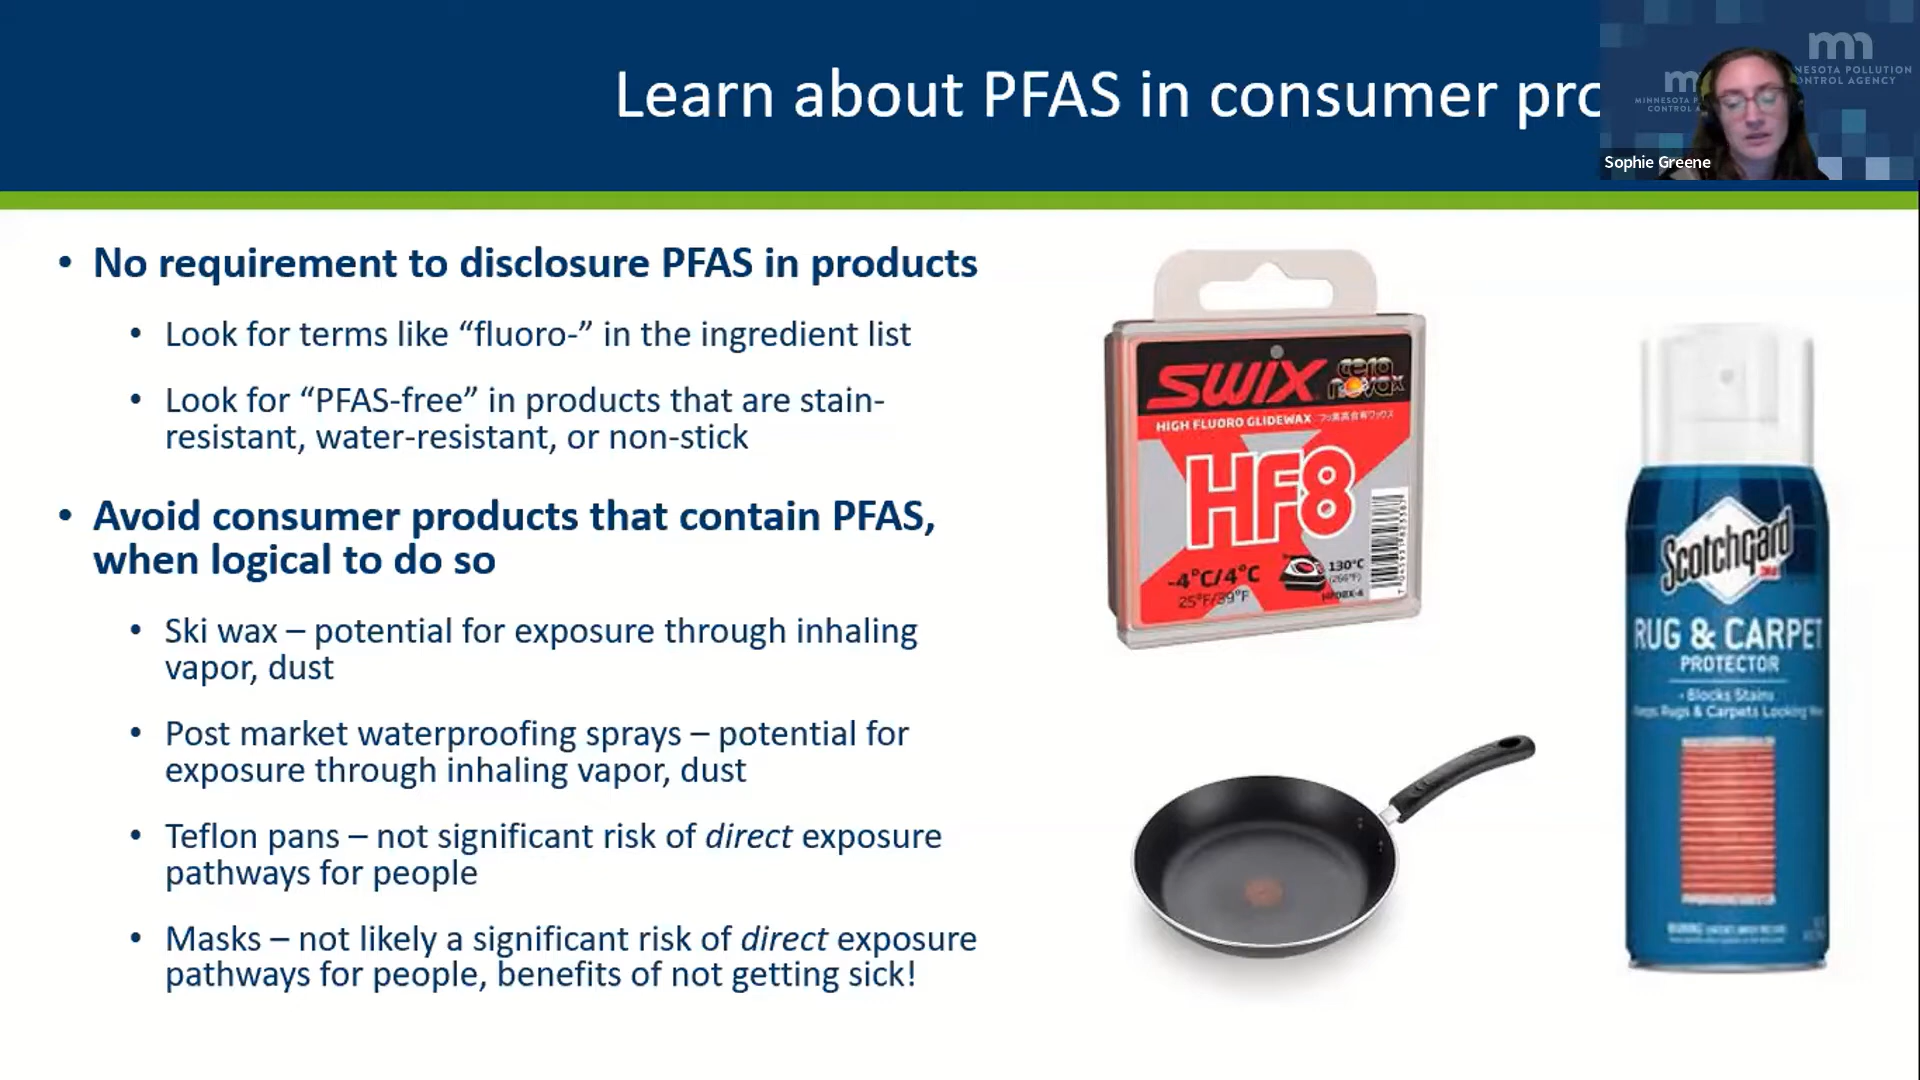 Learn about PFAS in consumer pro
mn
MINNESOTA POLLUTION
CONTROL AGENCY
Sophie Greene
• No requirement to disclosure PFAS in products
• Look for terms like “fluoro-” in the ingredient list
• Look for “PFAS-free” in products that are stain-
resistant, water-resistant, or non-stick
• Avoid consumer products that contain PFAS,
when logical to do so
• Ski wax – potential for exposure through inhaling
vapor, dust
• Post market waterproofing sprays – potential for
exposure through inhaling vapor, dust
• Teflon pans – not significant risk of direct exposure
pathways for people
• Masks – not likely a significant risk of direct exposure
pathways for people, benefits of not getting sick!
SWIX cera nova x
HIGH FLUORO GLIDEWAX
HF8
-4°C/4°C
25°F/39°F
130°C
(266°F)
HF08X-4
Scotchgard
3M
RUG & CARPET
PROTECTOR
- Blocks Stains
Rugs & Carpets Looking